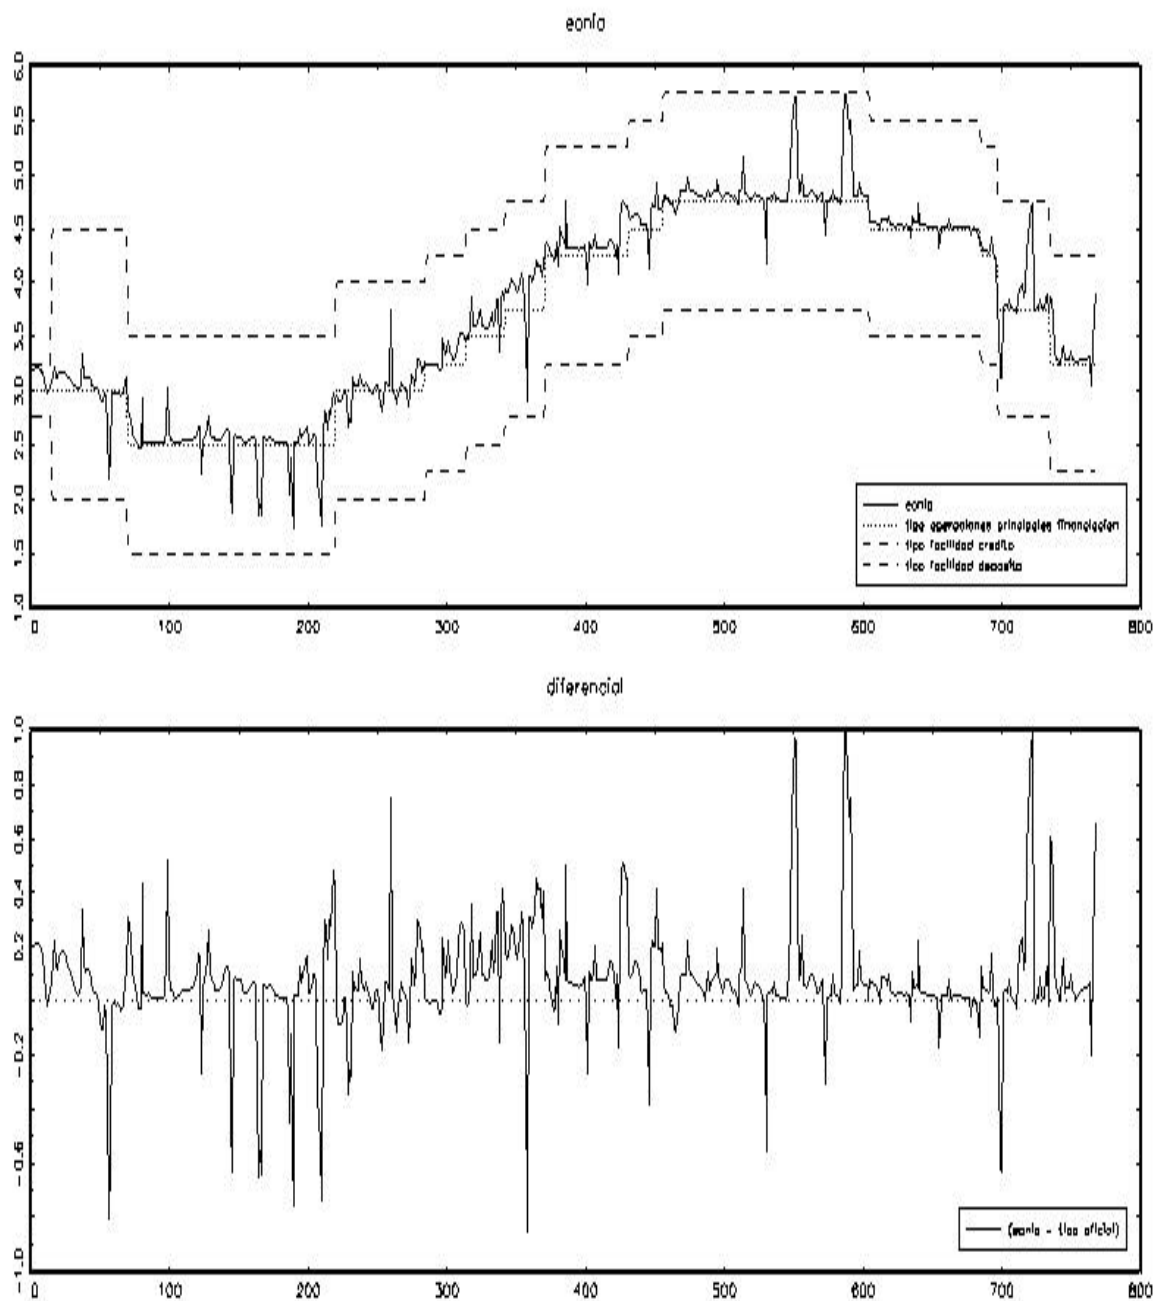 eonia
6.0
5.5
5.0
4.5
4.0
3.5
3.0
2.5
2.0
1.5
1.0
0 100 200 300 400 500 600 700 800
eonia
tipo operaciones principales financiacion
tipo facilidad credito
tipo facilidad deposito
diferencial
1.0
0.8
0.6
0.4
0.2
0.0
-0.2
-0.6
-1.0
0 100 200 300 400 500 600 700 800
(eonia - tipo oficial)